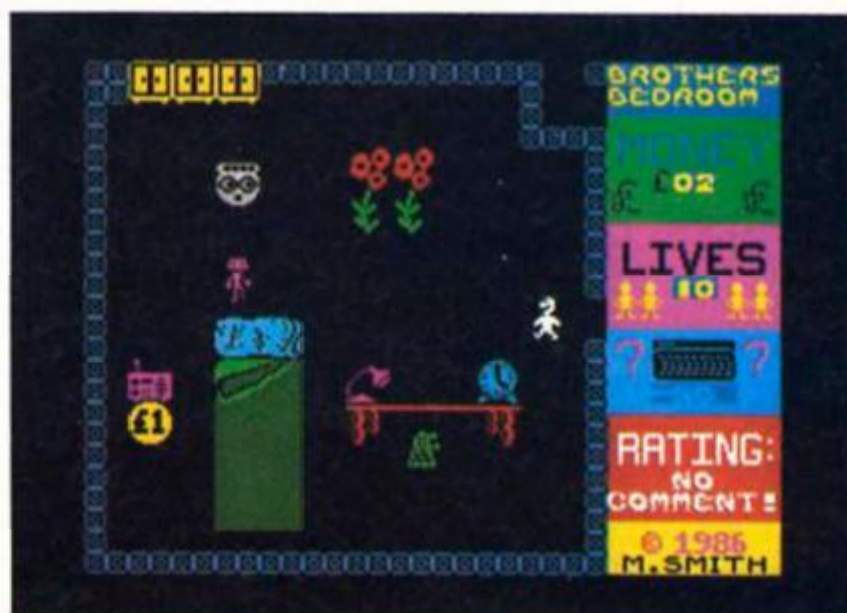 BROTHERS
BEDROOM
MONEY
£02
£ £
LIVES
10
? ?
RATING:
NO
COMMENT!
© 1986
M.SMITH
£1